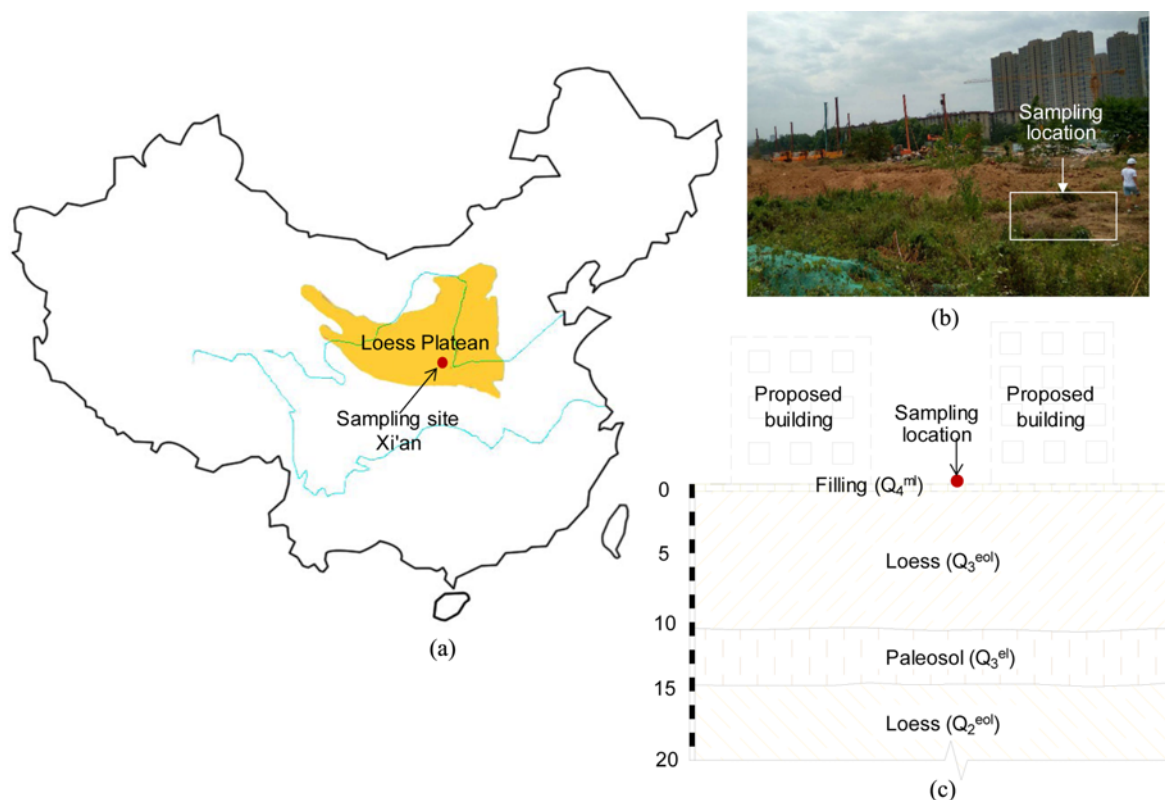 Loess Platean
Sampling site
Xi'an
(a)
Sampling
location
(b)
Proposed
building
Sampling
location
Proposed
building
Filling (Q₄ᵐˡ)
0
Loess (Q₃ᵉᵒˡ)
5
10
Paleosol (Q₃ᵉˡ)
15
Loess (Q₂ᵉᵒˡ)
20
(c)